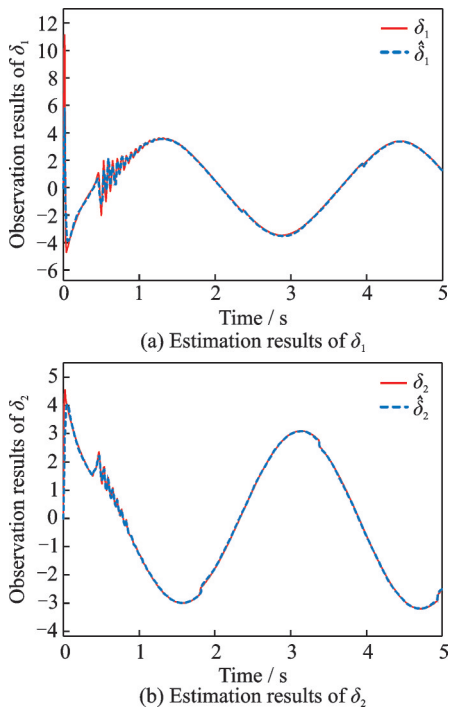 Observation results of δ₁
12
10
8
6
4
2
0
−2
−4
−6
δ₁
δ̂₁
0 1 2 3 4 5
Time / s
(a) Estimation results of δ₁
Observation results of δ₂
5
4
3
2
1
0
−1
−2
−3
−4
δ₂
δ̂₂
0 1 2 3 4 5
Time / s
(b) Estimation results of δ₂